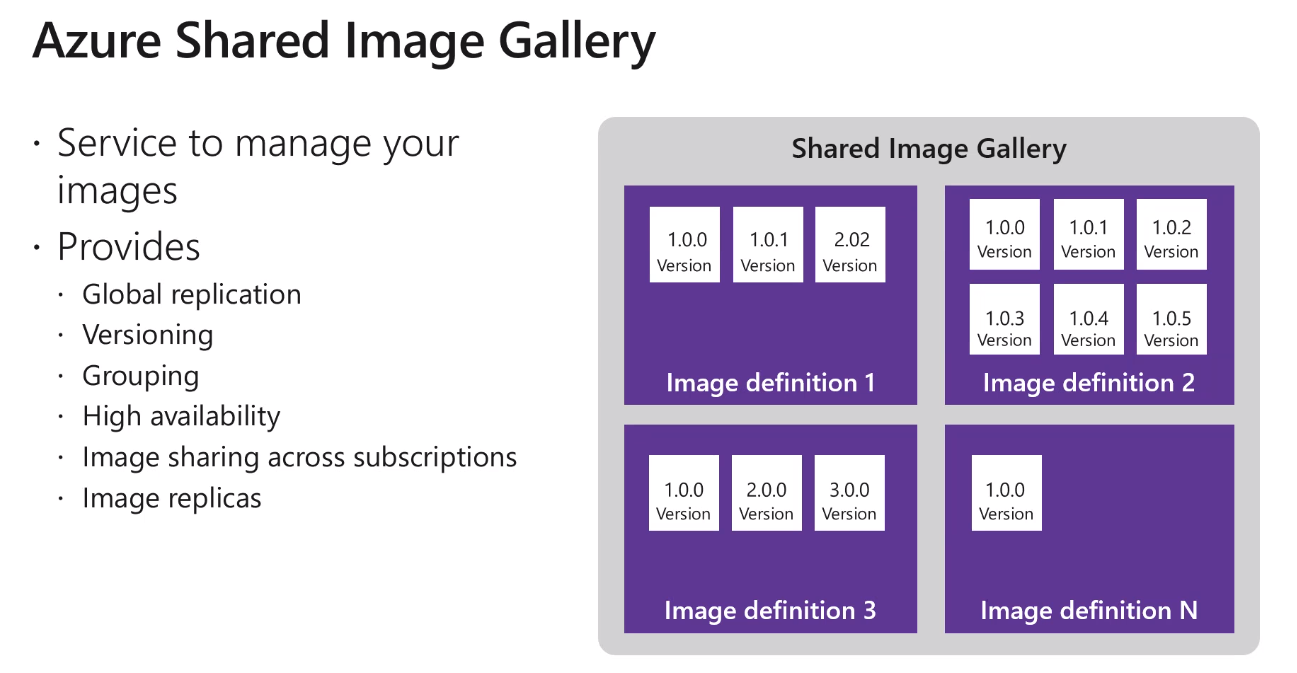 Azure Shared Image Gallery
· Service to manage your
images
· Provides
· Global replication
· Versioning
· Grouping
· High availability
· Image sharing across subscriptions
· Image replicas
Shared Image Gallery
1.0.0 1.0.1 2.02
Version Version Version
Image definition 1
1.0.0 1.0.1 1.0.2
Version Version Version
1.0.3 1.0.4 1.0.5
Version Version Version
Image definition 2
1.0.0 2.0.0 3.0.0
Version Version Version
Image definition 3
1.0.0
Version
Image definition N